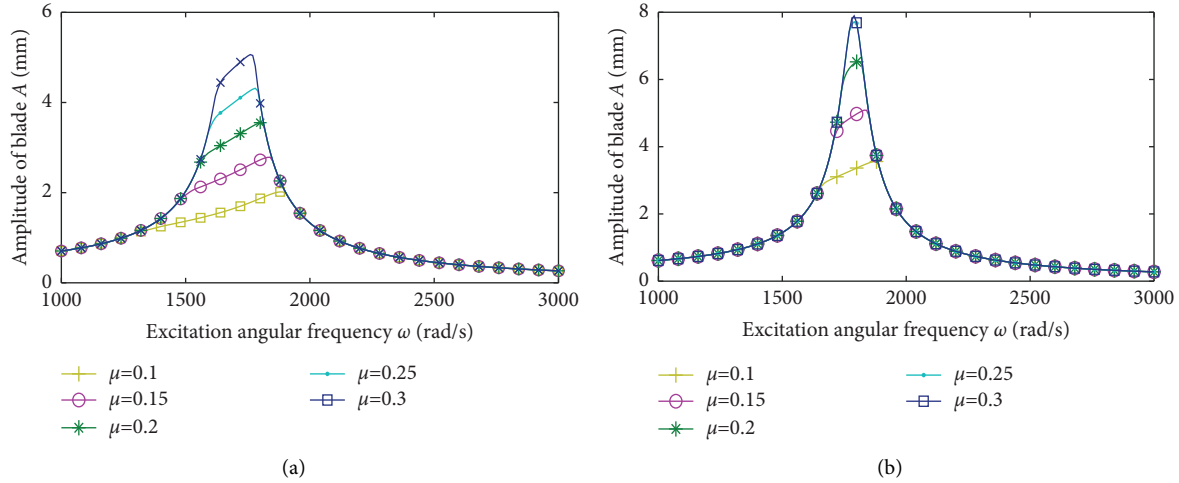 6
4
2
0
Amplitude of blade A (mm)
1000 1500 2000 2500 3000
Excitation angular frequency ω (rad/s)
μ=0.1
μ=0.15
μ=0.2
μ=0.25
μ=0.3
(a)
8
6
4
2
0
Amplitude of blade A (mm)
1000 1500 2000 2500 3000
Excitation angular frequency ω (rad/s)
μ=0.1
μ=0.15
μ=0.2
μ=0.25
μ=0.3
(b)